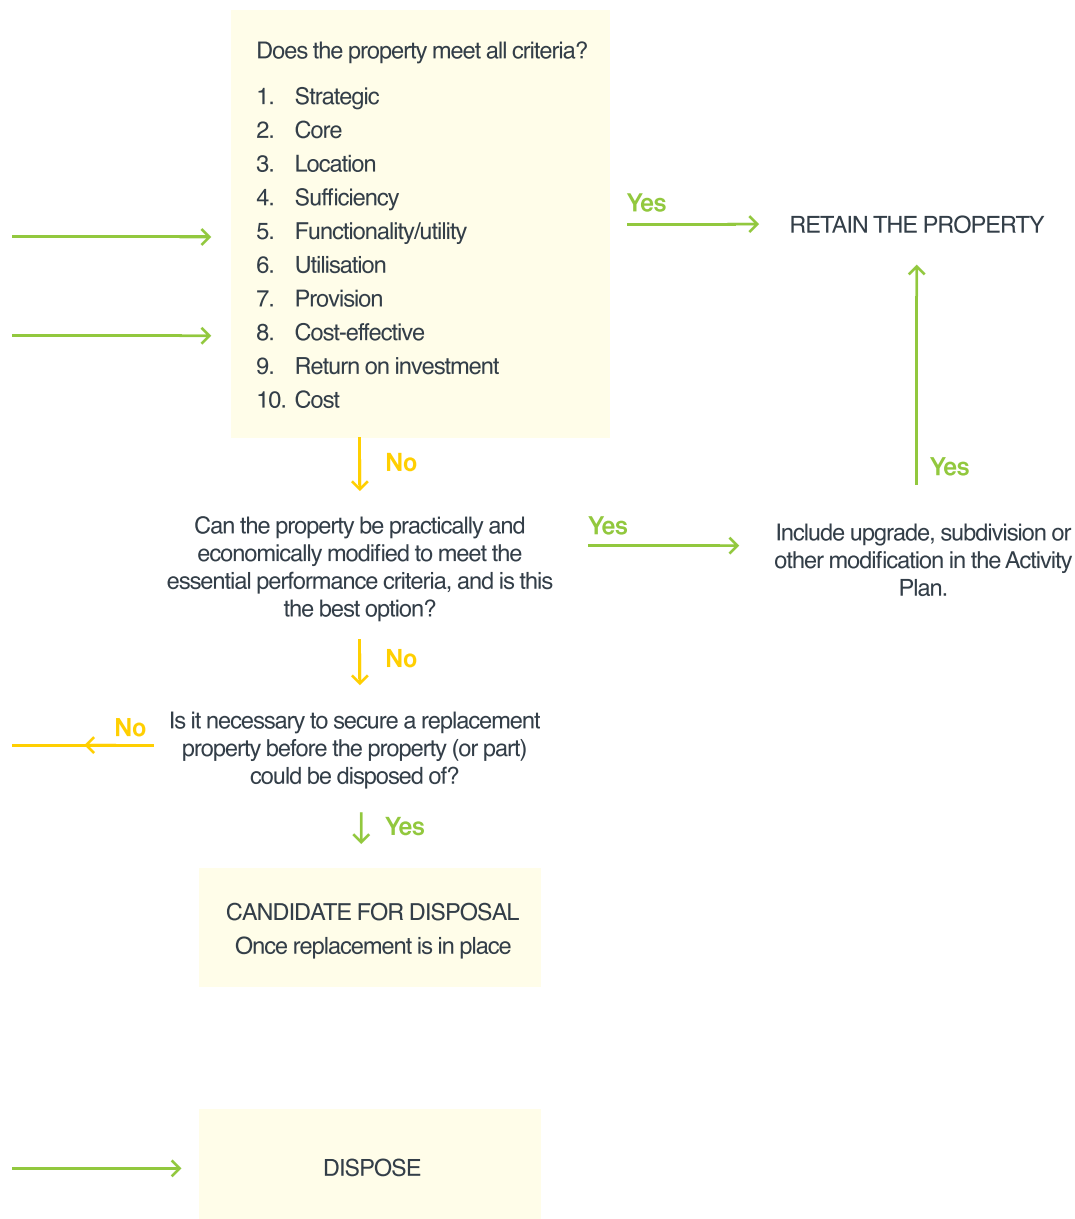 Does the property meet all criteria?
1. Strategic
2. Core
3. Location
4. Sufficiency
5. Functionality/utility
6. Utilisation
7. Provision
8. Cost-effective
9. Return on investment
10. Cost
Yes
RETAIN THE PROPERTY
No
Yes
Can the property be practically and
economically modified to meet the
essential performance criteria, and is this
the best option?
Yes
Include upgrade, subdivision or
other modification in the Activity
Plan.
No
No
Is it necessary to secure a replacement
property before the property (or part)
could be disposed of?
Yes
CANDIDATE FOR DISPOSAL
Once replacement is in place
DISPOSE